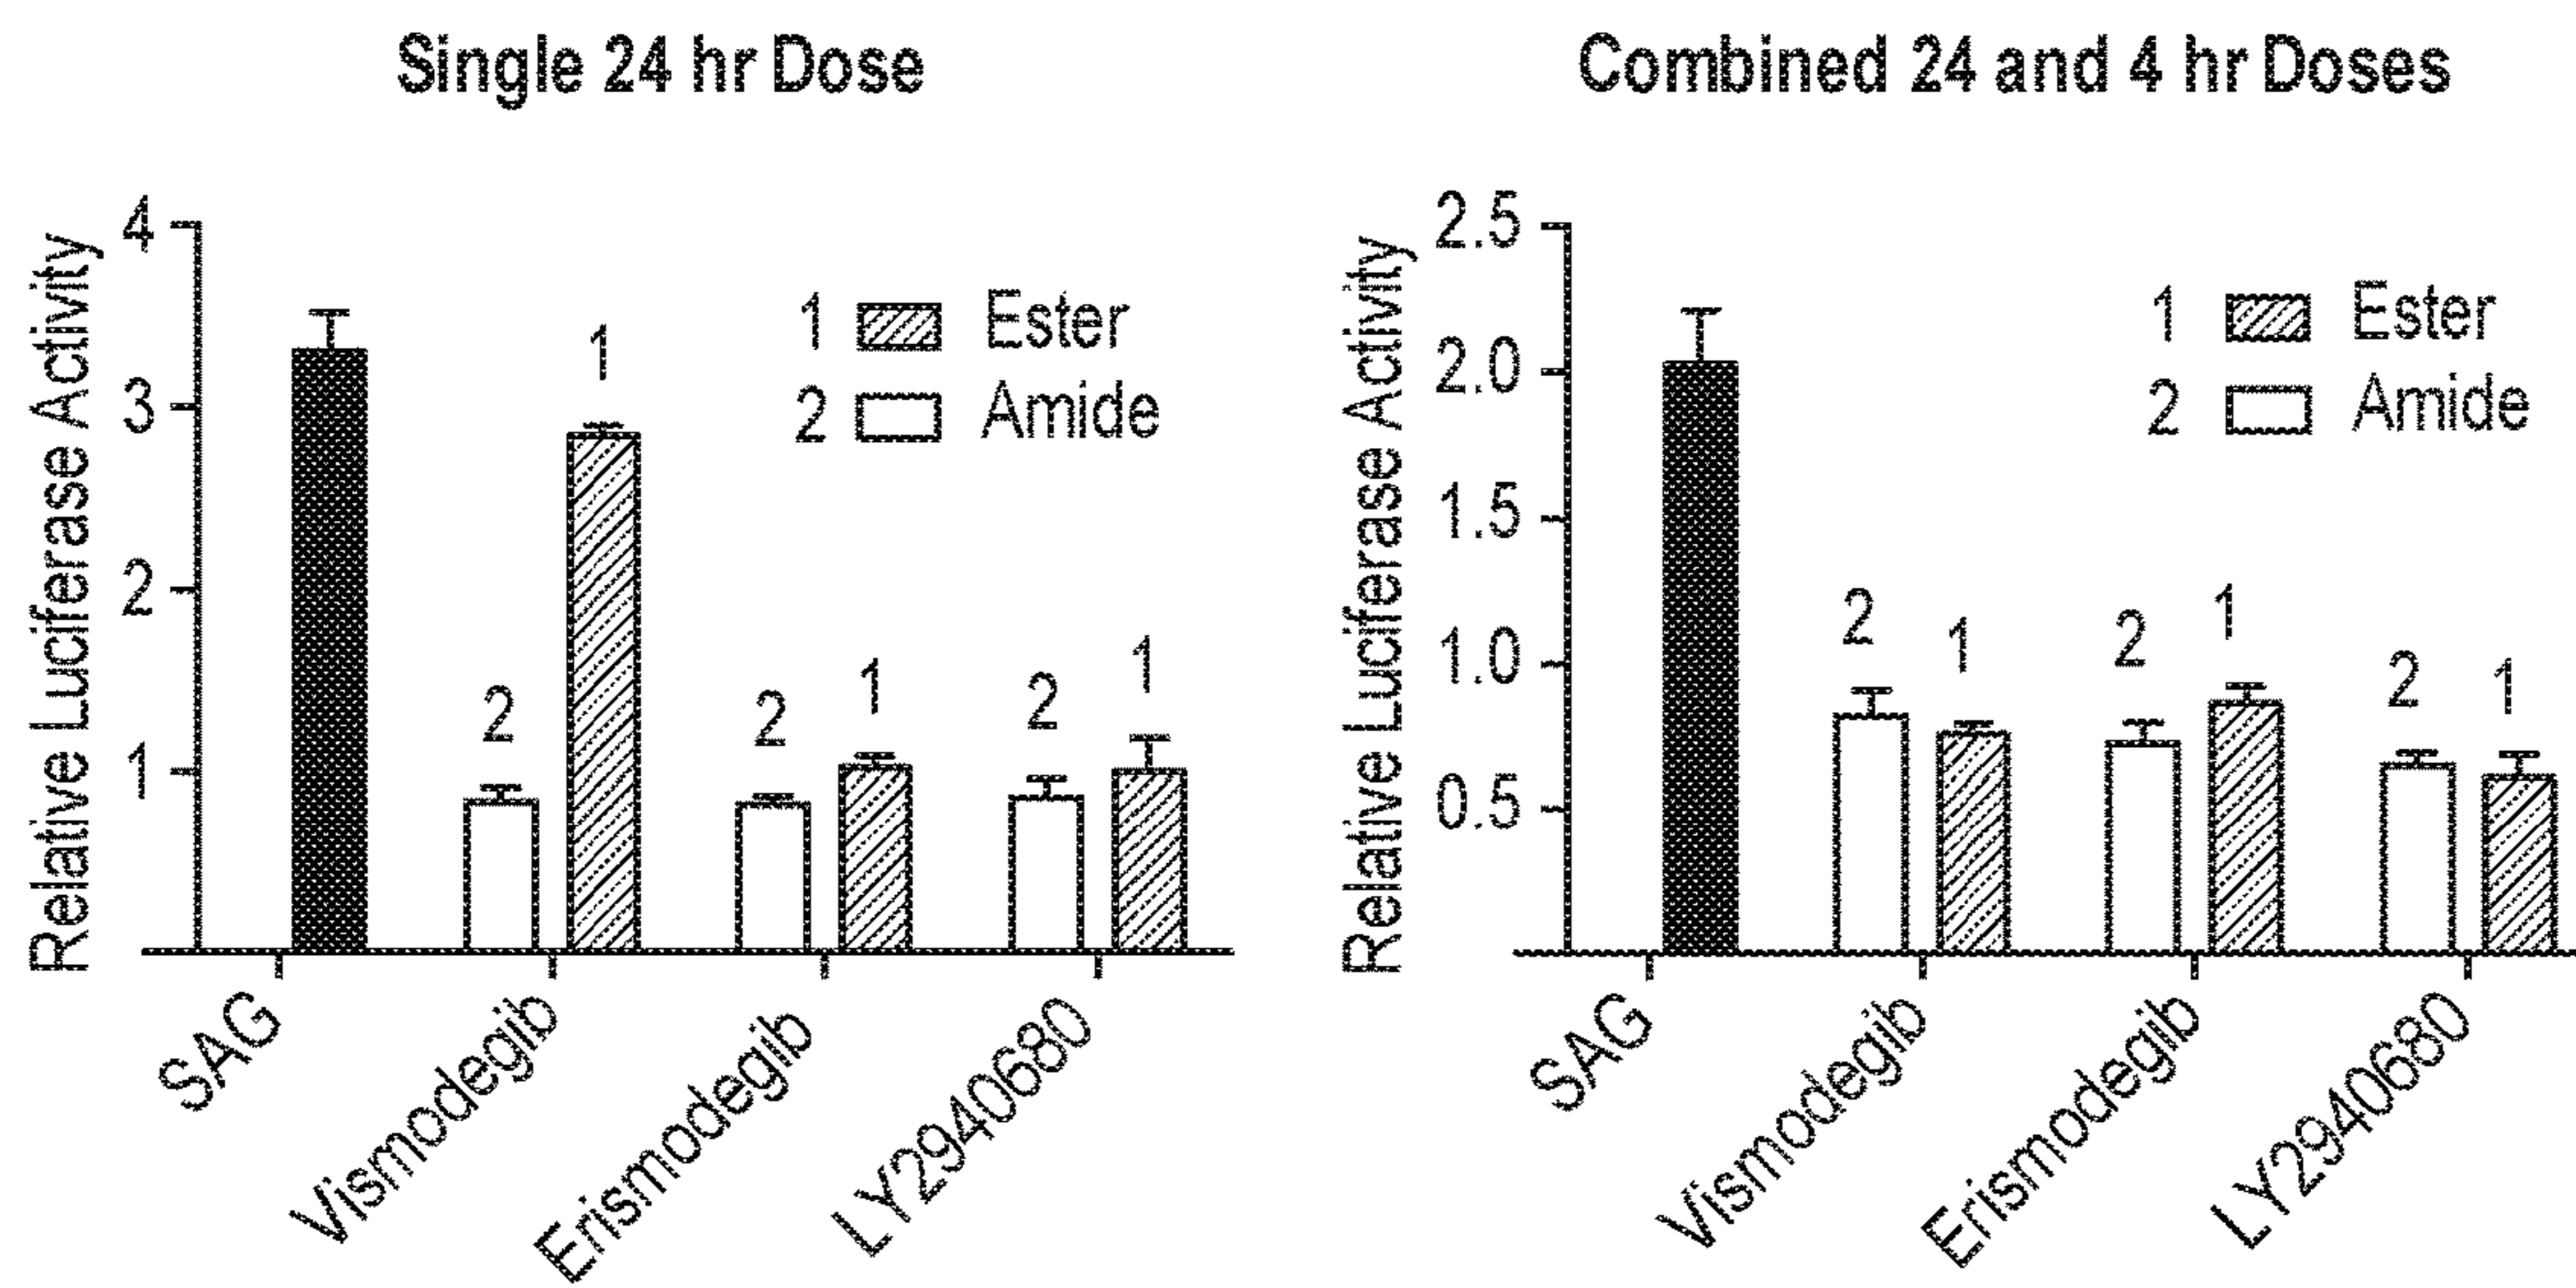 Single 24 hr Dose
Relative Luciferase Activity
4
3
2
1
1 Ester
2 Amide
2
1
2
1
2
1
SAG
Vismodegib
Erismodegib
LY2940680
Combined 24 and 4 hr Doses
Relative Luciferase Activity
2.5
2.0
1.5
1.0
0.5
1 Ester
2 Amide
2
1
2
1
2
1
SAG
Vismodegib
Erismodegib
LY2940680